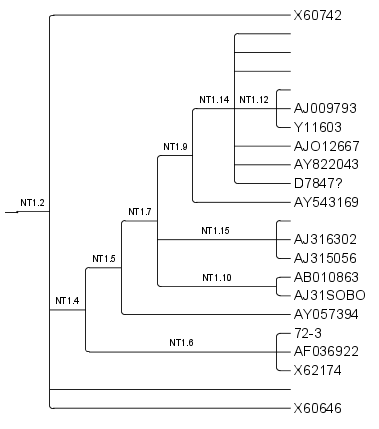 X60742
NT1.14
NT1.12
AJ009793
Y11603
NT1.9
AJO12667
AY822043
D7847?
NT1.2
NT1.7
AY543169
NT1.15
AJ316302
NT1.5
AJ315056
NT1.10
AB010863
AJ31SOBO
NT1.4
AY057394
72-3
NT1.6
AF036922
X62174
X60646